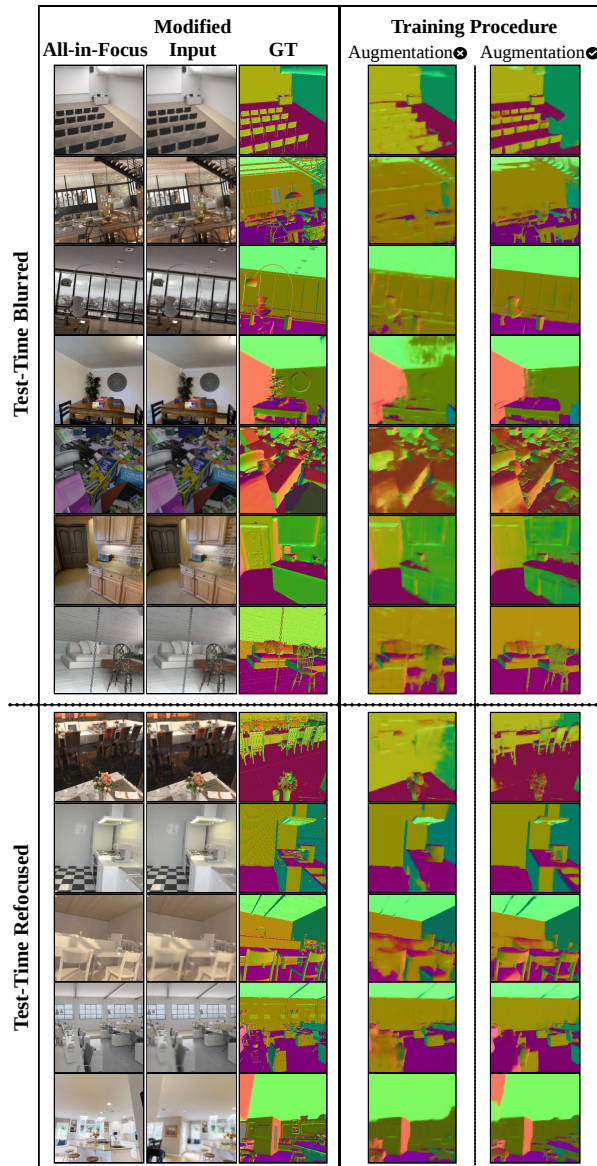 All-in-Focus
Modified
Input
GT
Training Procedure
Augmentation
Augmentation
Test-Time Blurred
Test-Time Refocused